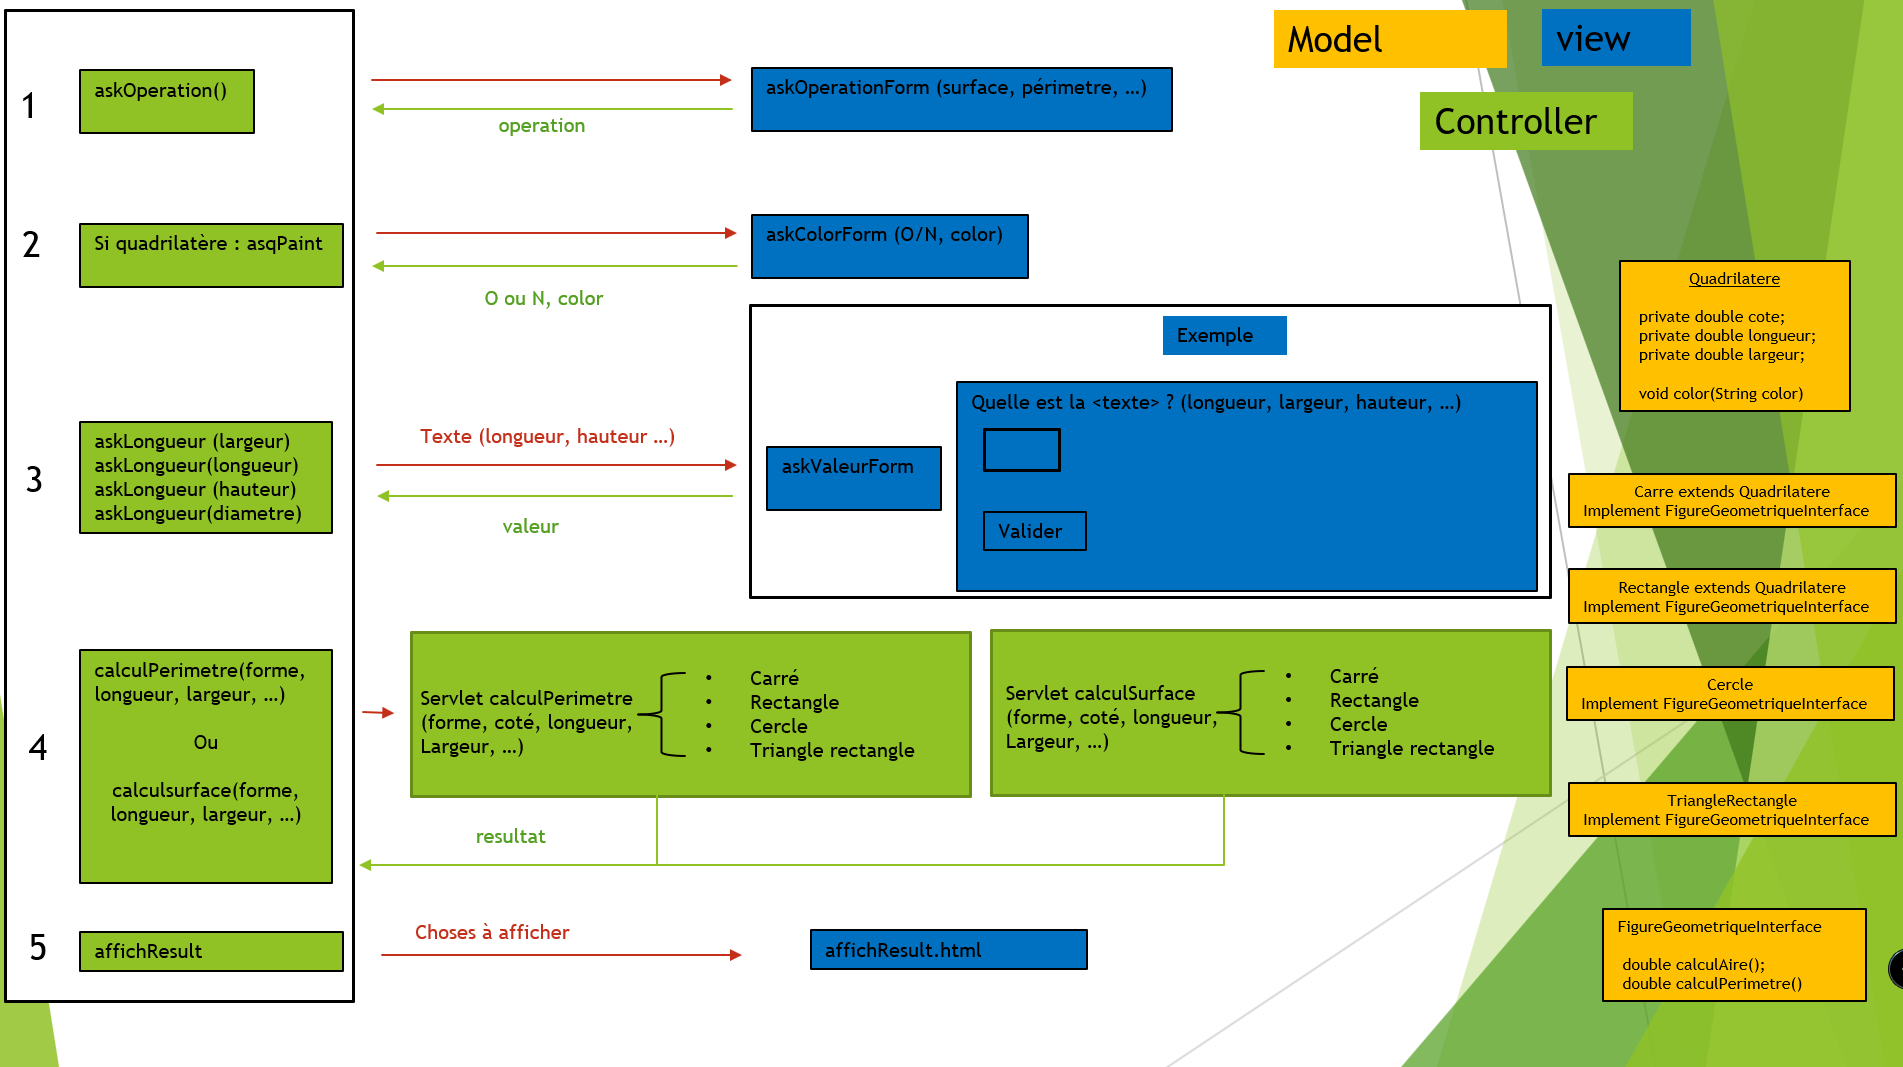 Model
view
Controller
1
askOperation()
operation
askOperationForm (surface, périmetre, …)
2
Si quadrilatère : asqPaint
O ou N, color
askColorForm (O/N, color)
3
askLongueur (largeur)
askLongueur(longueur)
askLongueur (hauteur)
askLongueur(diametre)
Texte (longueur, hauteur …)
valeur
Exemple
askValeurForm
Quelle est la <texte> ? (longueur, largeur, hauteur, …)
Valider
4
calculPerimetre(forme,
longueur, largeur, …)
Ou
calculsurface(forme,
longueur, largeur, …)
Servlet calculPerimetre
(forme, coté, longueur,
Largeur, …)
• Carré
• Rectangle
• Cercle
• Triangle rectangle
Servlet calculSurface
(forme, coté, longueur,
Largeur, …)
• Carré
• Rectangle
• Cercle
• Triangle rectangle
resultat
5
affichResult
Choses à afficher
affichResult.html
Quadrilatere
private double cote;
private double longueur;
private double largeur;
void color(String color)
Carre extends Quadrilatere
Implement FigureGeometriqueInterface
Rectangle extends Quadrilatere
Implement FigureGeometriqueInterface
Cercle
Implement FigureGeometriqueInterface
TriangleRectangle
Implement FigureGeometriqueInterface
FigureGeometriqueInterface
double calculAire();
double calculPerimetre()